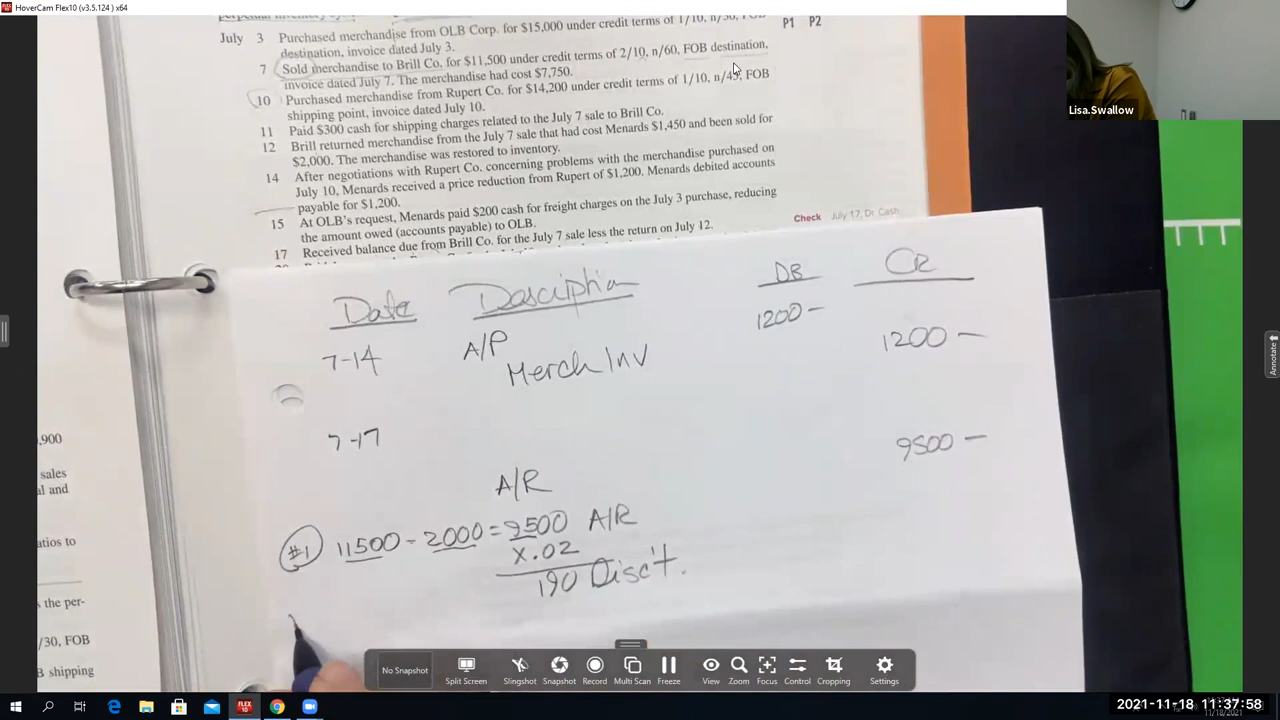 HoverCam Flex10 (v3.5.124) | x64
July 3 Purchased merchandise from OLB Corp. for $15,000 under credit terms of 1/10, n/30, FOB
destination, invoice dated July 3.
P1 P2
7 Sold merchandise to Brill Co. for $11,500 under credit terms of 2/10, n/60, FOB destination,
invoice dated July 7. The merchandise had cost $7,750.
10 Purchased merchandise from Rupert Co. for $14,200 under credit terms of 1/10, n/45, FOB
shipping point, invoice dated July 10.
11 Paid $300 cash for shipping charges related to the July 7 sale to Brill Co.
12 Brill returned merchandise from the July 7 sale that had cost Menards $1,450 and been sold for
$2,000. The merchandise was restored to inventory.
14 After negotiations with Rupert Co. concerning problems with the merchandise purchased on
July 10, Menards received a price reduction from Rupert of $1,200. Menards debited accounts
payable for $1,200.
15 At OLB's request, Menards paid $200 cash for freight charges on the July 3 purchase, reducing
the amount owed (accounts payable) to OLB.
Check July 17, Dr. Cash
17 Received balance due from Brill Co. for the July 7 sale less the return on July 12.
Lisa.Swallow
Date Desciption DB CR
7-14 A/P 1200 –
Merch Inv 1200 –
7-17
A/R 9500 –
#1 11500 - 2000 = 9500 A/R
x .02
190 Disc't.
,900
sales
al and
atios to
s the per-
/30, FOB
B shipping
Annotate
No Snapshot Split Screen Slingshot Snapshot Record Multi Scan Freeze View Zoom Focus Control Cropping Settings
FLEX 10
2021-11-18 11:37:58
11/18/2021